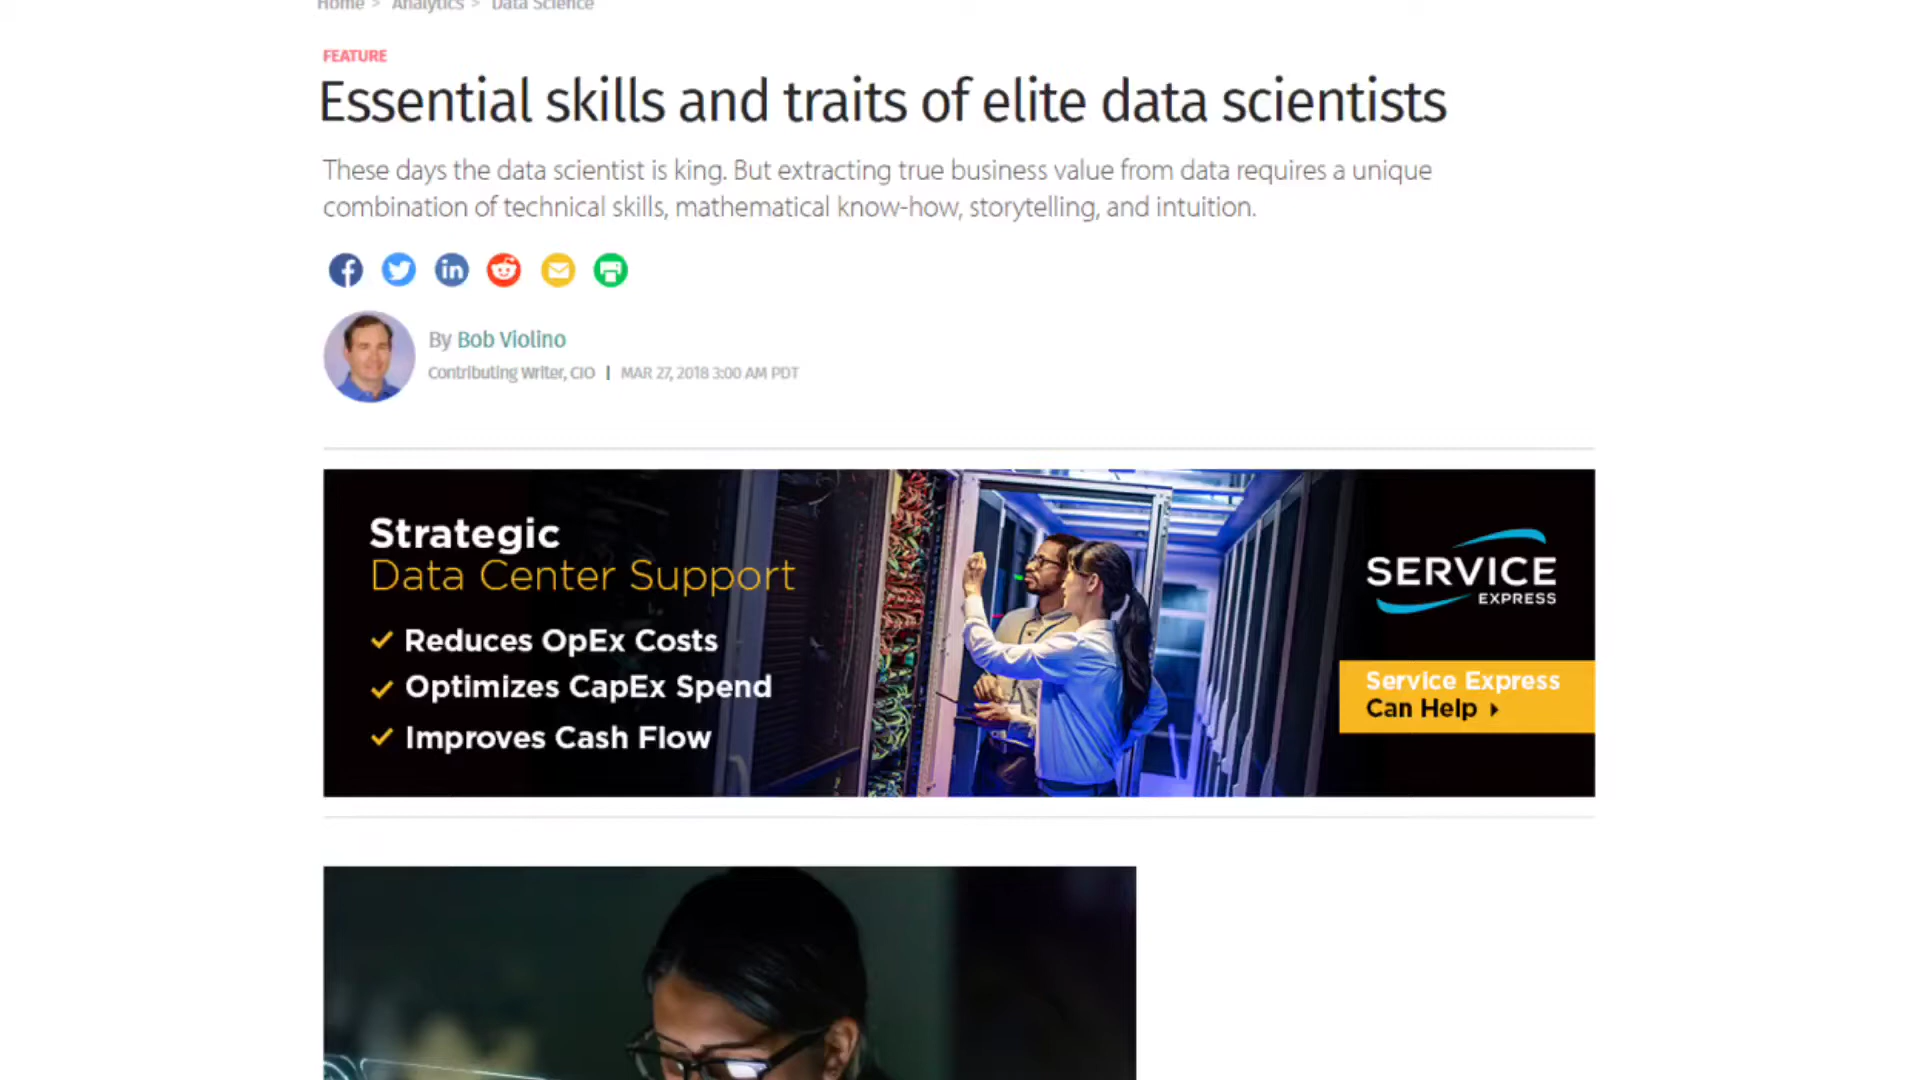 Home > Analytics > Data Science
FEATURE
Essential skills and traits of elite data scientists
These days the data scientist is king. But extracting true business value from data requires a unique
combination of technical skills, mathematical know-how, storytelling, and intuition.
By Bob Violino
Contributing Writer, CIO | MAR 27, 2018 3:00 AM PDT
Strategic
Data Center Support
Reduces OpEx Costs
Optimizes CapEx Spend
Improves Cash Flow
SERVICE
EXPRESS
Service Express
Can Help